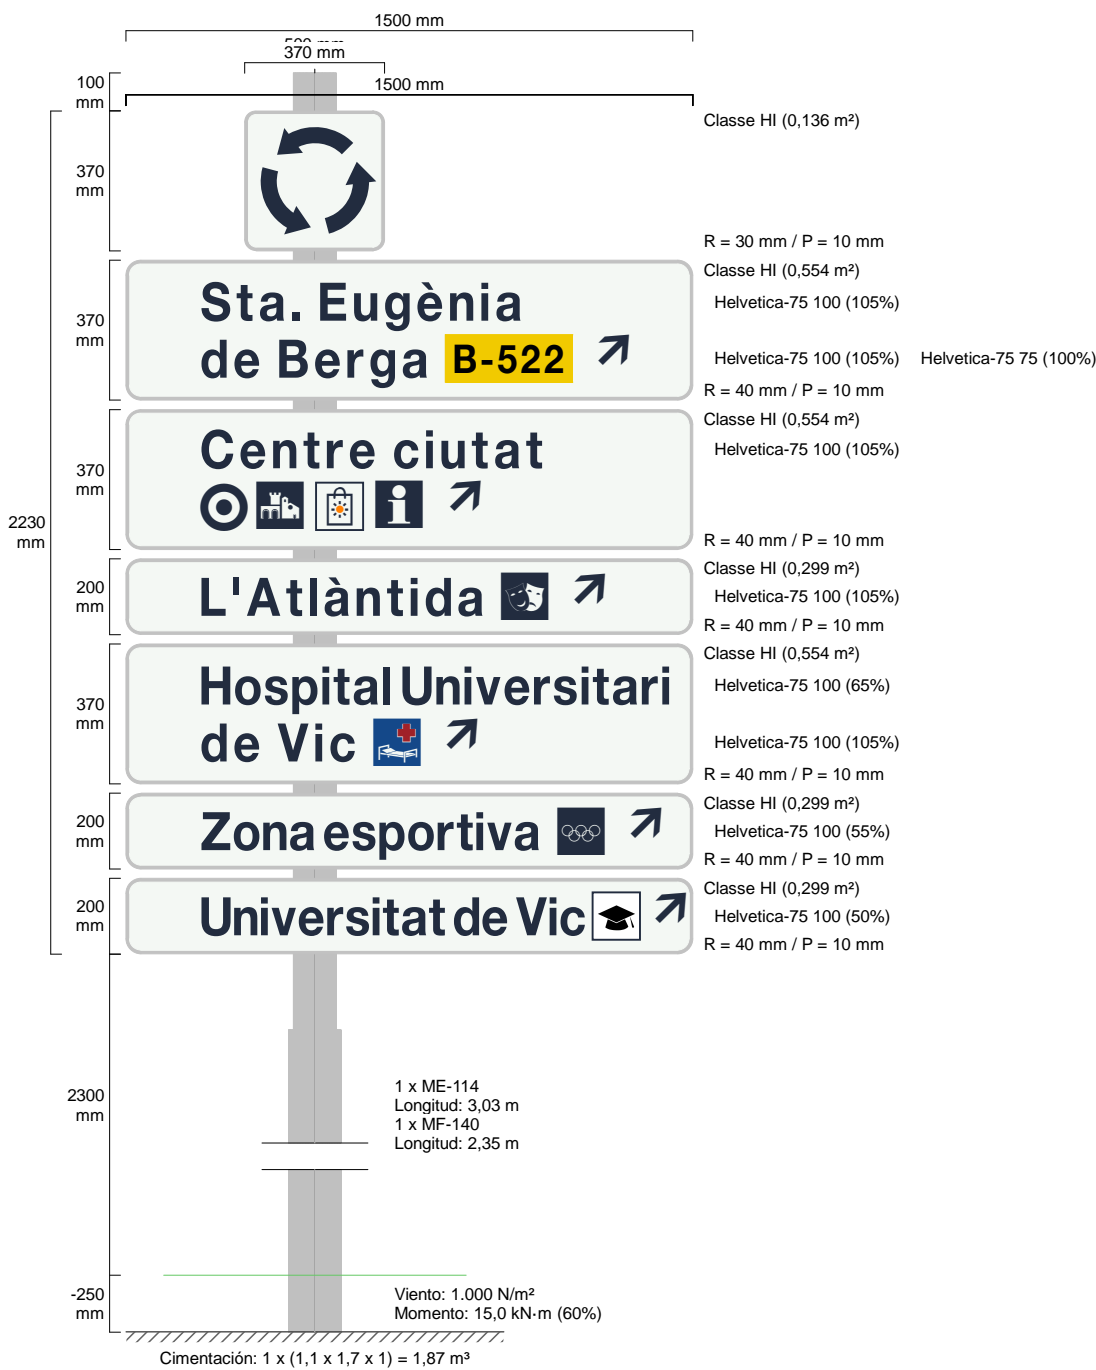 1500 mm
370 mm
1500 mm
100
mm
Classe HI (0,136 m²)
370
mm
R = 30 mm / P = 10 mm
Classe HI (0,554 m²)
Sta. Eugènia
Helvetica-75 100 (105%)
370
mm
de Berga B-522
Helvetica-75 100 (105%) Helvetica-75 75 (100%)
R = 40 mm / P = 10 mm
Classe HI (0,554 m²)
Centre ciutat
Helvetica-75 100 (105%)
370
mm
i
2230
mm
R = 40 mm / P = 10 mm
Classe HI (0,299 m²)
200
mm
L'Atlàntida
Helvetica-75 100 (105%)
R = 40 mm / P = 10 mm
Classe HI (0,554 m²)
Hospital Universitari
Helvetica-75 100 (65%)
370
mm
de Vic
Helvetica-75 100 (105%)
R = 40 mm / P = 10 mm
Classe HI (0,299 m²)
200
mm
Zona esportiva
Helvetica-75 100 (55%)
R = 40 mm / P = 10 mm
Classe HI (0,299 m²)
200
mm
Universitat de Vic
Helvetica-75 100 (50%)
R = 40 mm / P = 10 mm
2300
mm
1 x ME-114
Longitud: 3,03 m
1 x MF-140
Longitud: 2,35 m
-250
mm
Viento: 1.000 N/m²
Momento: 15,0 kN·m (60%)
Cimentación: 1 x (1,1 x 1,7 x 1) = 1,87 m³